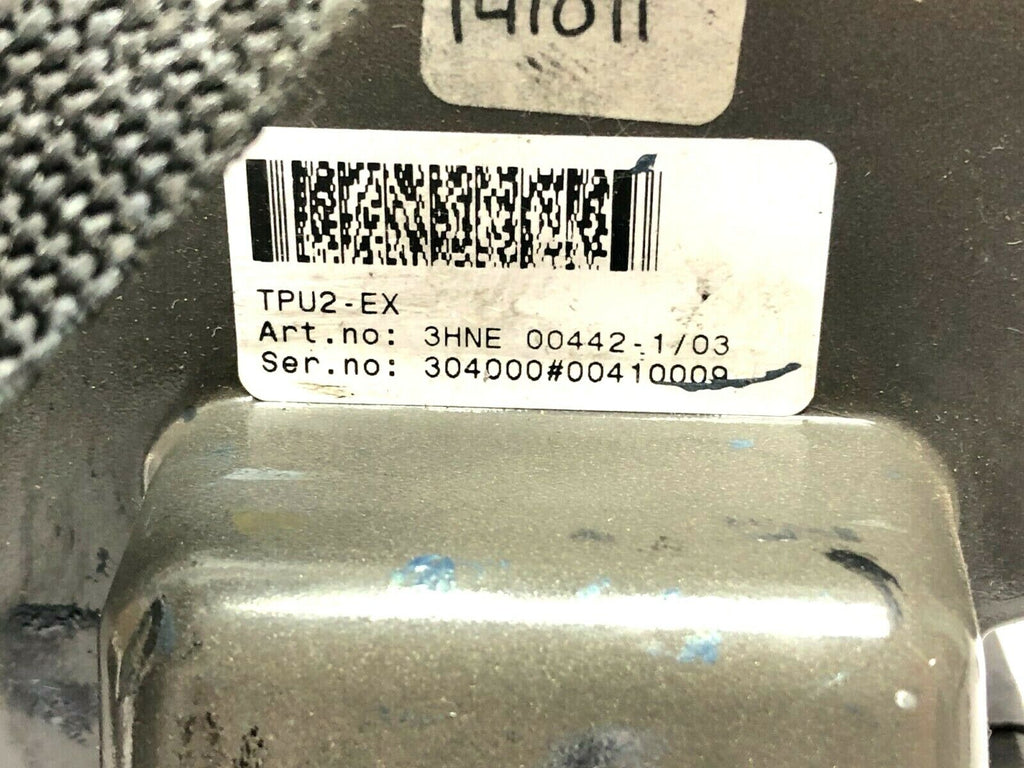 141011
TPU2-EX
Art.no: 3HNE 00442-1/03
Ser.no: 304000#00410009